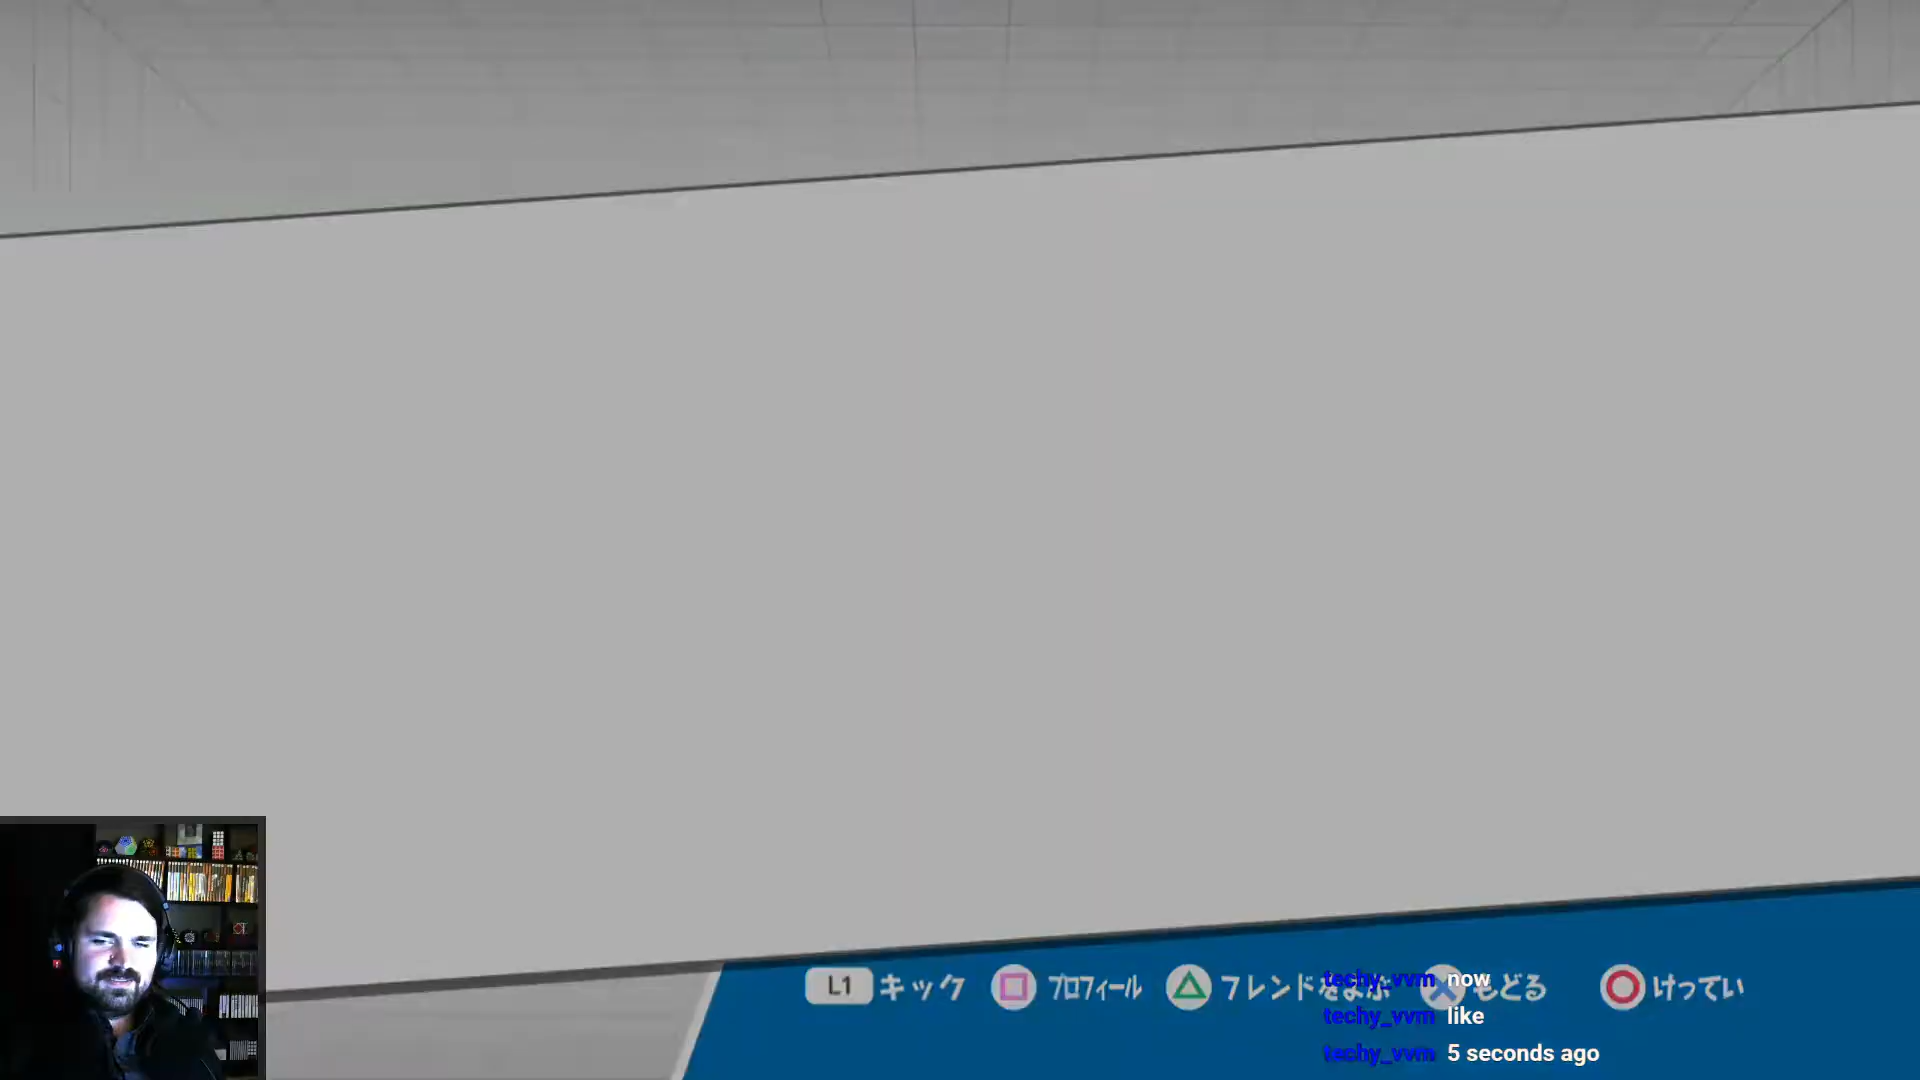 L1 キック プロフィール フレンドをよぶ もどる けってい
techy_vvm now
techy_vvm like
techy_vvm 5 seconds ago